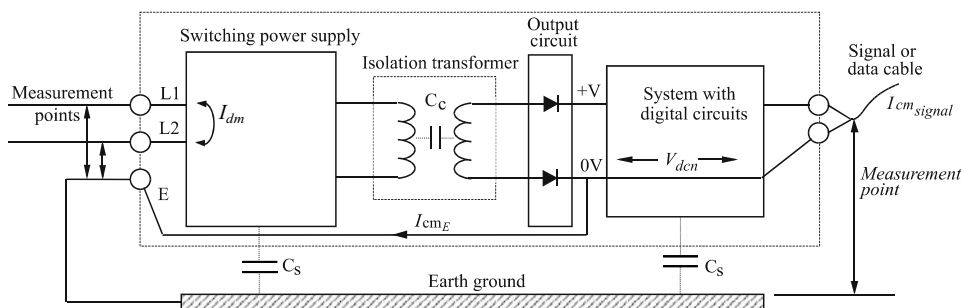 Switching power supply
Output
circuit
Isolation transformer
Signal or
data cable
Measurement
points
L1
L2
E
I_dm
C_c
+V
0V
System with
digital circuits
V_dcn
I_cm_signal
Measurement
point
I_cm_E
C_s
C_s
Earth ground